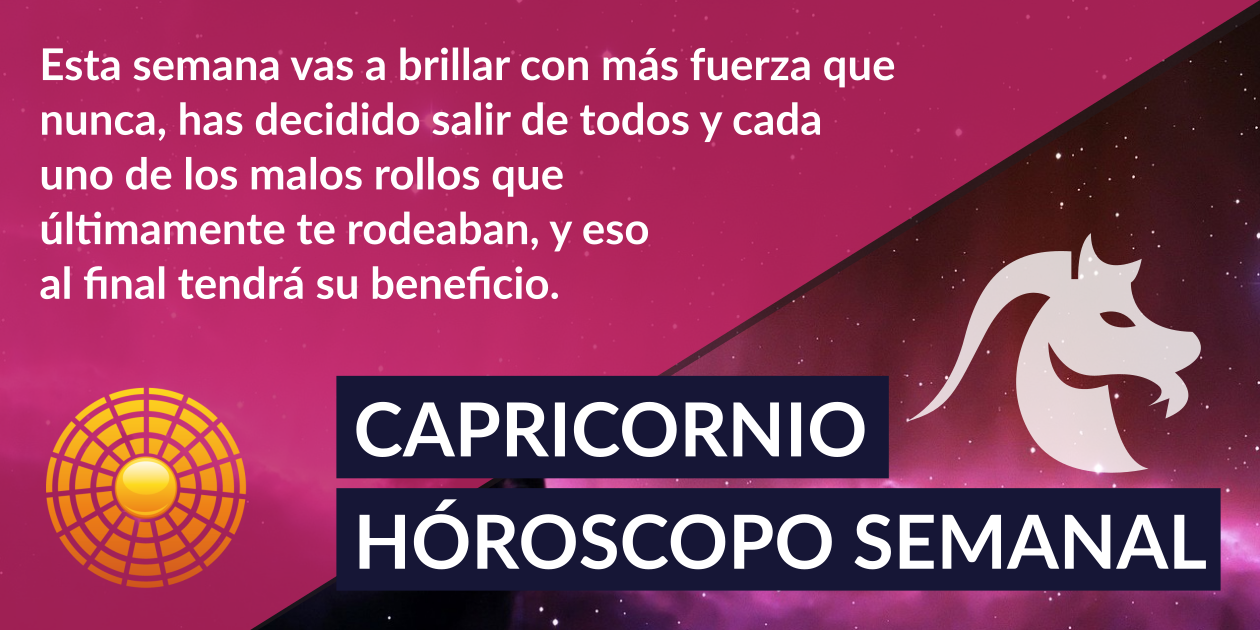 Esta semana vas a brillar con más fuerza que
nunca, has decidido salir de todos y cada
uno de los malos rollos que
últimamente te rodeaban, y eso
al final tendrá su beneficio.
CAPRICORNIO
HÓROSCOPO SEMANAL